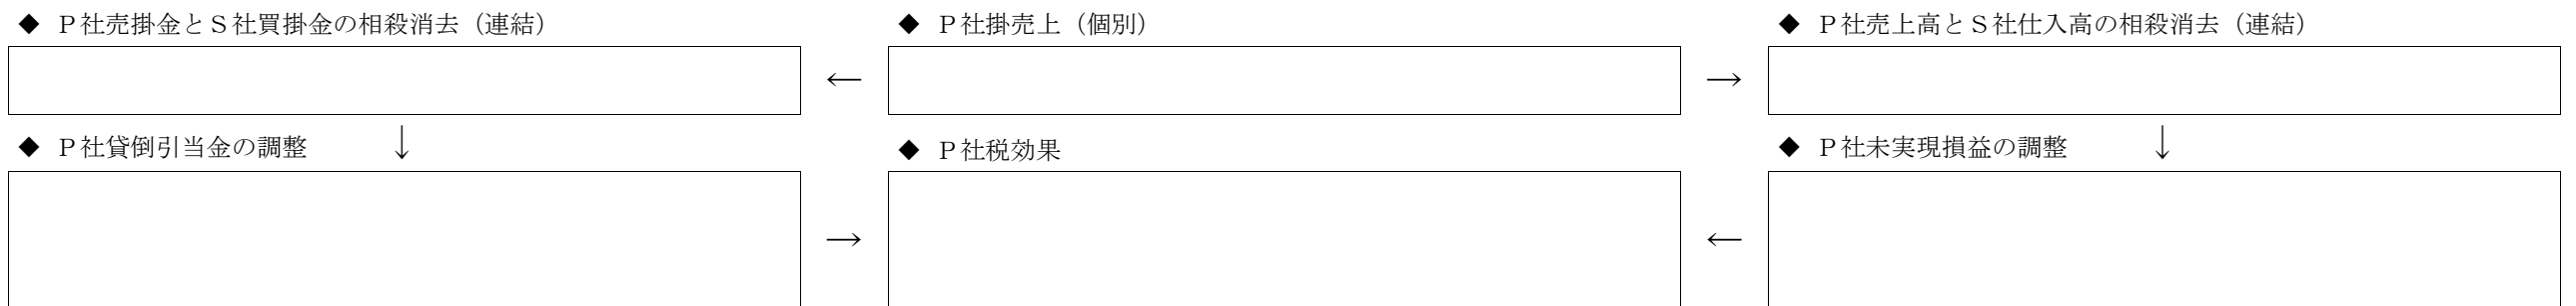 ◆ Ｐ社売掛金とＳ社買掛金の相殺消去（連結）
◆ Ｐ社掛売上（個別）
◆ Ｐ社売上高とＳ社仕入高の相殺消去（連結）
← →
◆ Ｐ社貸倒引当金の調整 ↓
◆ Ｐ社税効果
◆ Ｐ社未実現損益の調整 ↓
→ ←